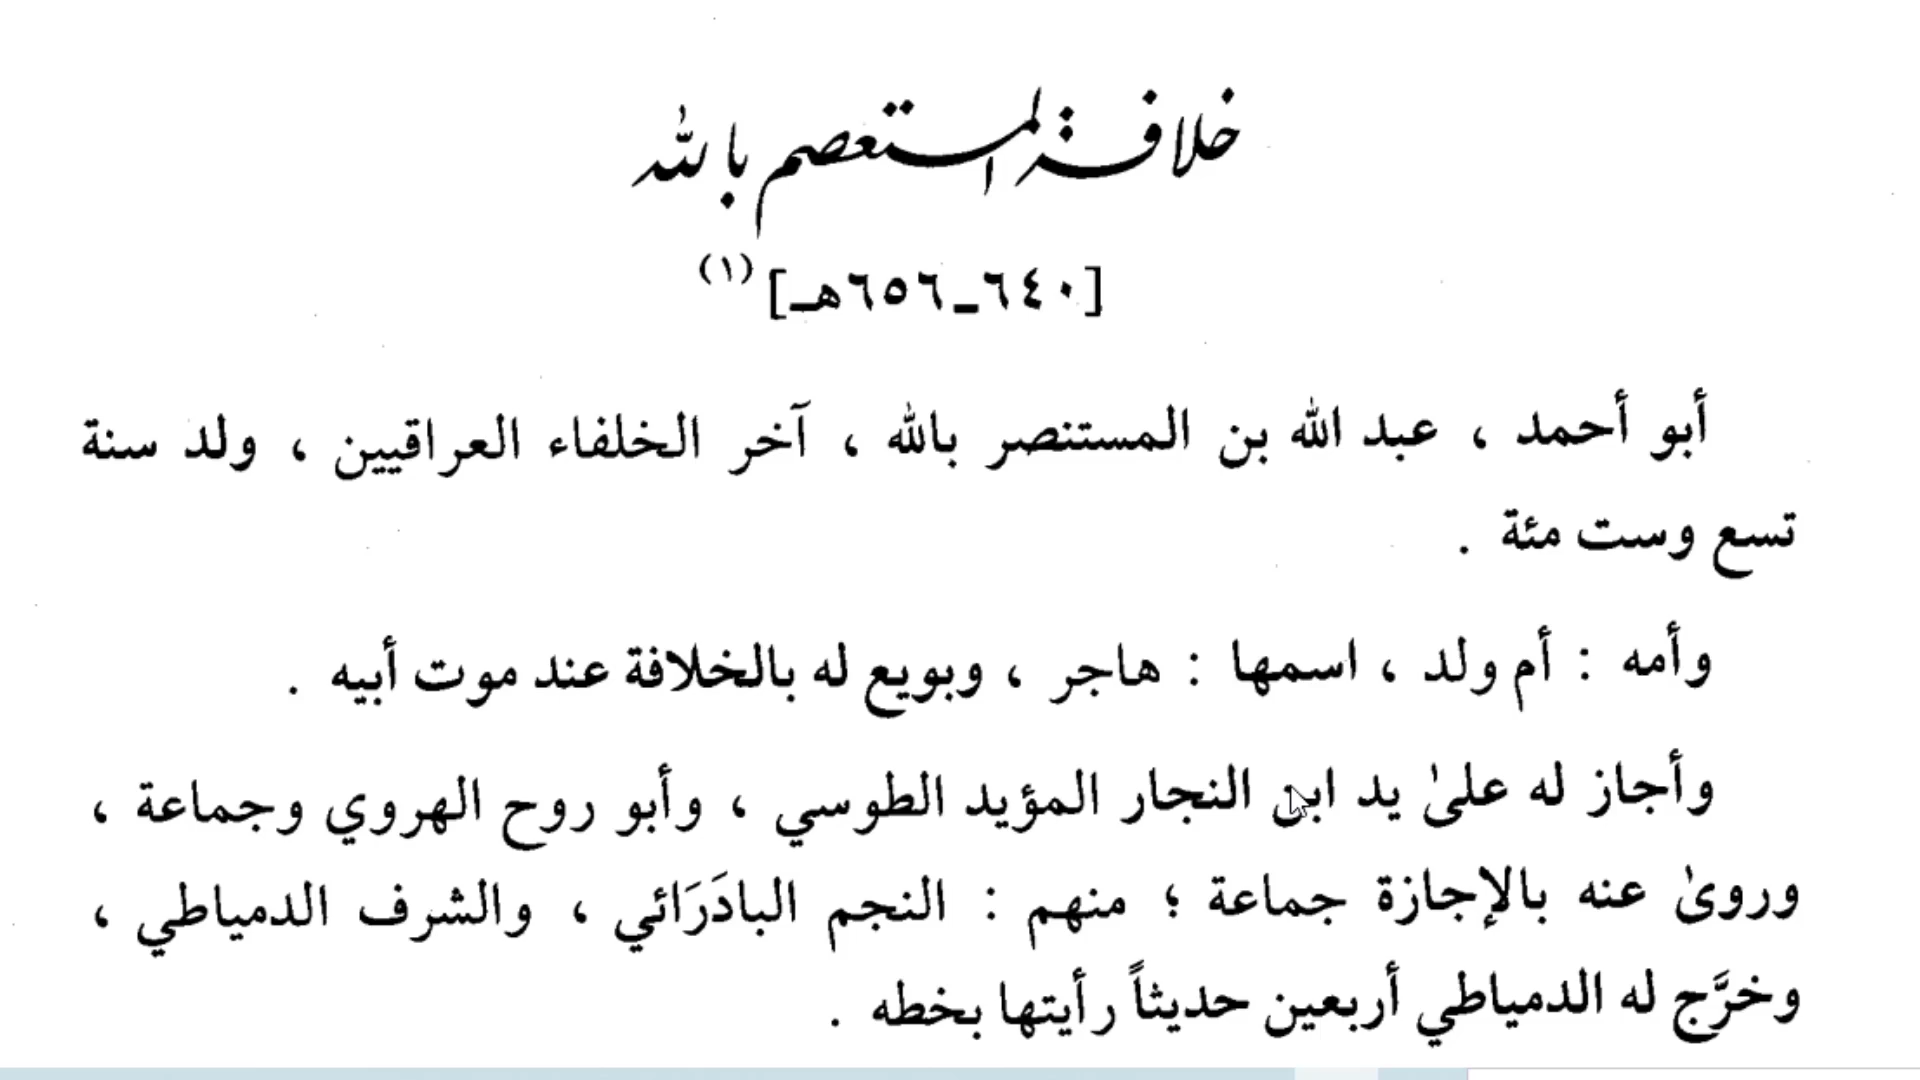 خلافة المستعصم بالله
[٦٤٠ـ٦٥٦هـ] (١)
أبو أحمد ، عبد الله بن المستنصر بالله ، آخر الخلفاء العراقيين ، ولد سنة
تسع وست مئة .
وأمه : أم ولد ، اسمها : هاجر ، وبويع له بالخلافة عند موت أبيه .
وأجاز له علىٰ يد ابن النجار المؤيد الطوسي ، وأبو روح الهروي وجماعة ،
وروىٰ عنه بالإجازة جماعة ؛ منهم : النجم البادَرَائي ، والشرف الدمياطي ،
وخرَّج له الدمياطي أربعين حديثاً رأيتها بخطه .